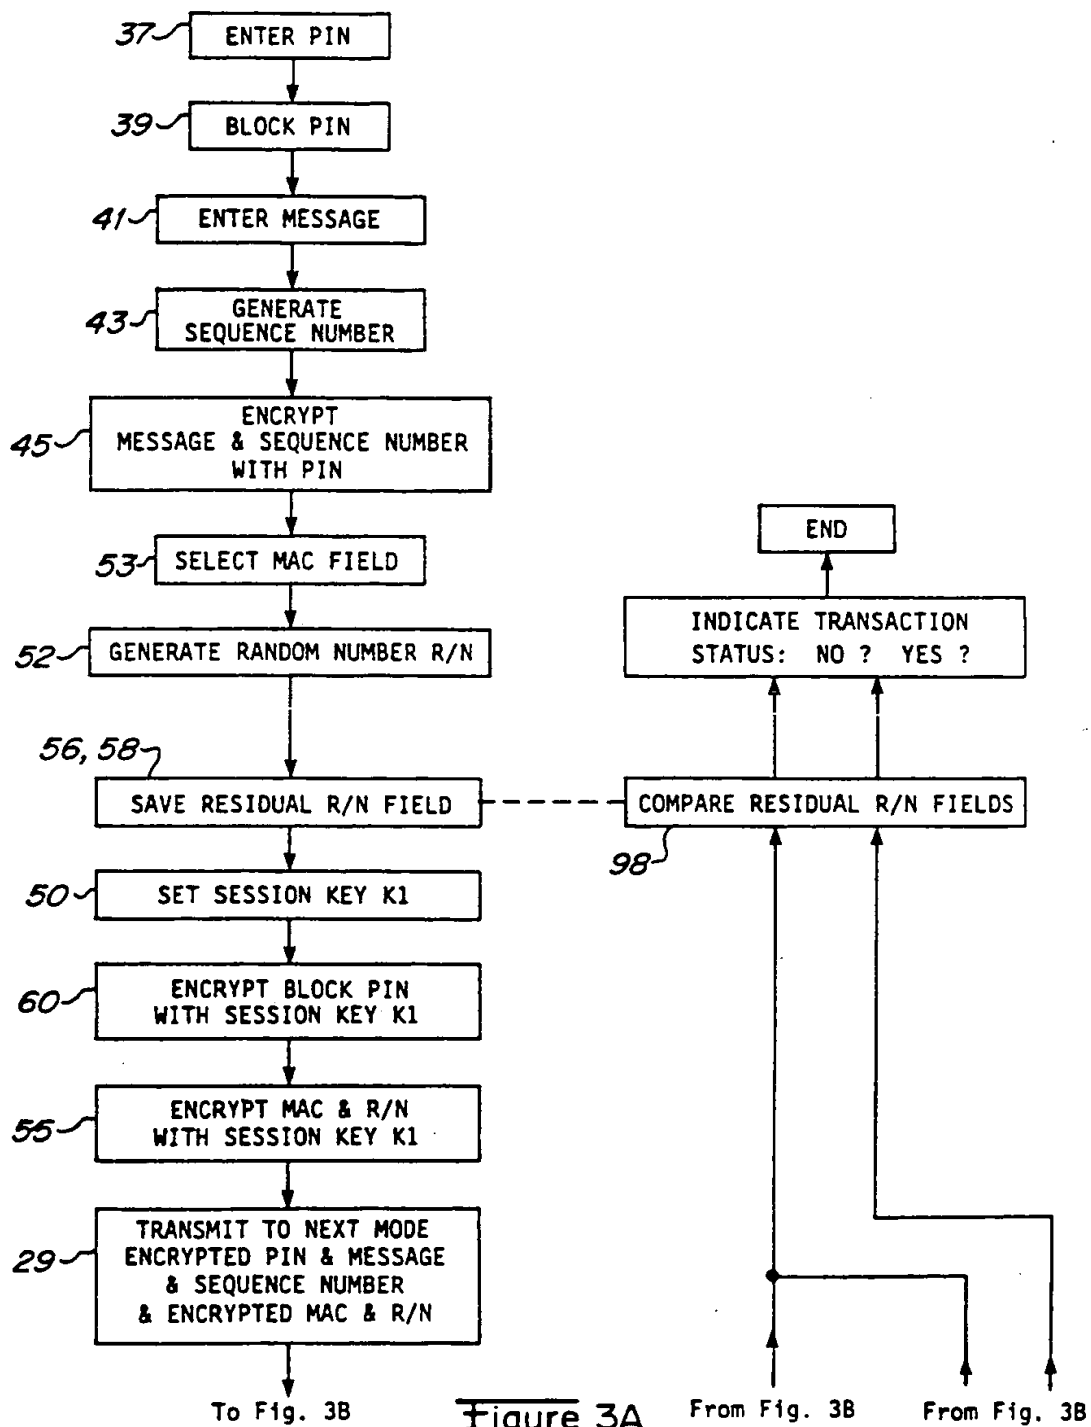 37
ENTER PIN
39
BLOCK PIN
41
ENTER MESSAGE
43
GENERATE
SEQUENCE NUMBER
45
ENCRYPT
MESSAGE & SEQUENCE NUMBER
WITH PIN
53
SELECT MAC FIELD
52
GENERATE RANDOM NUMBER R/N
56, 58
SAVE RESIDUAL R/N FIELD
50
SET SESSION KEY K1
60
ENCRYPT BLOCK PIN
WITH SESSION KEY K1
55
ENCRYPT MAC & R/N
WITH SESSION KEY K1
29
TRANSMIT TO NEXT MODE
ENCRYPTED PIN & MESSAGE
& SEQUENCE NUMBER
& ENCRYPTED MAC & R/N
To Fig. 3B
END
INDICATE TRANSACTION
STATUS: NO ? YES ?
COMPARE RESIDUAL R/N FIELDS
98
From Fig. 3B
From Fig. 3B
Figure 3A